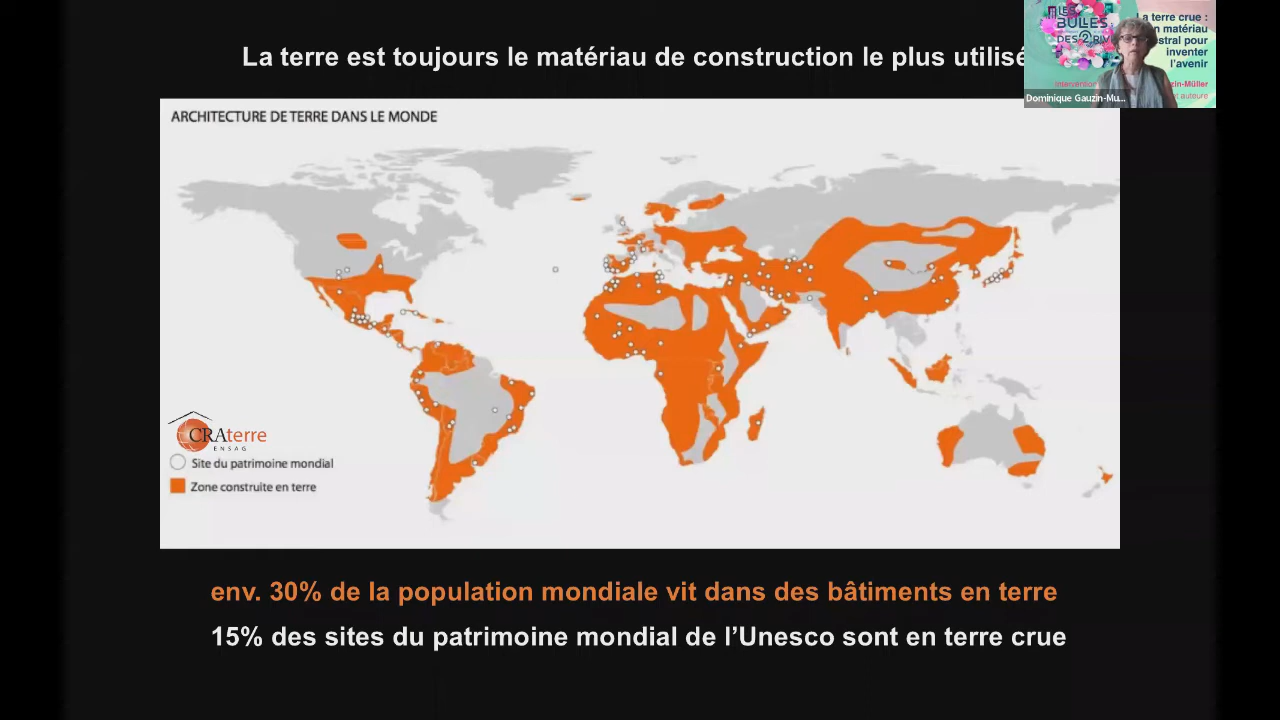 La terre est toujours le matériau de construction le plus utilisé
ARCHITECTURE DE TERRE DANS LE MONDE
CRAterre
ENSAG
Site du patrimoine mondial
Zone construite en terre
env. 30% de la population mondiale vit dans des bâtiments en terre
15% des sites du patrimoine mondial de l’Unesco sont en terre crue
LES
BULLES
DES 2
a terre crue :
n matériau
stral pour
inventer
l'avenir
zin-Müller
t auteure
Dominique Gauzin-Mu...